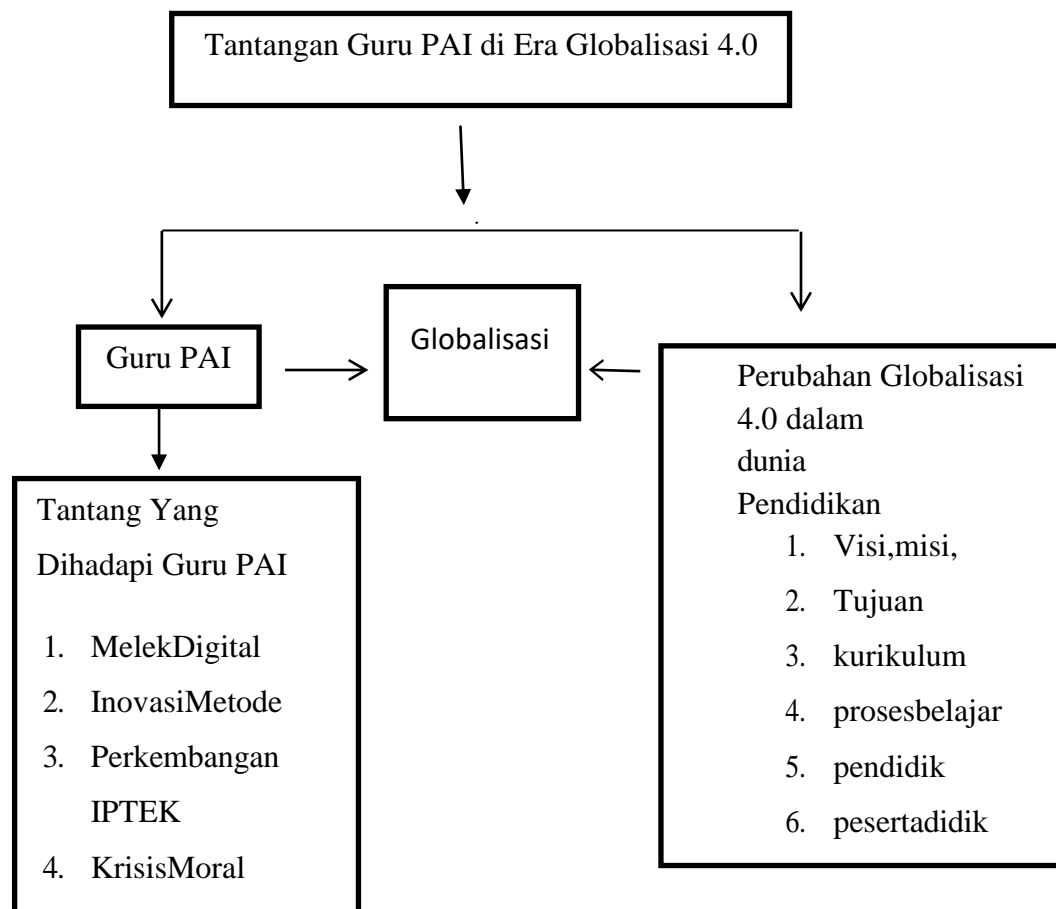 Tantangan Guru PAI di Era Globalisasi 4.0
.
Guru PAI
Globalisasi
Perubahan Globalisasi
4.0 dalam
dunia
Pendidikan
1. Visi,misi,
2. Tujuan
3. kurikulum
4. prosesbelajar
5. pendidik
6. pesertadidik
Tantang Yang
Dihadapi Guru PAI
1. MelekDigital
2. InovasiMetode
3. Perkembangan
IPTEK
4. KrisisMoral